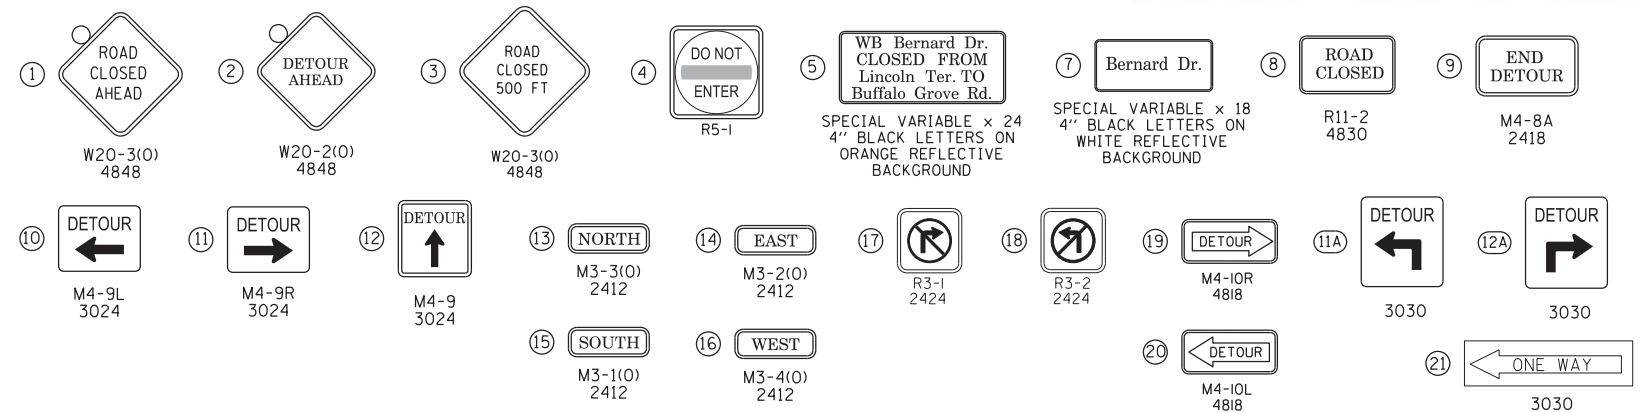 1
ROAD
CLOSED
AHEAD
W20-3(O)
4848
2
DETOUR
AHEAD
W20-2(O)
4848
3
ROAD
CLOSED
500 FT
W20-3(O)
4848
4
DO NOT
ENTER
R5-1
5
WB Bernard Dr.
CLOSED FROM
Lincoln Ter. TO
Buffalo Grove Rd.
SPECIAL VARIABLE x 24
4'' BLACK LETTERS ON
ORANGE REFLECTIVE
BACKGROUND
7
Bernard Dr.
SPECIAL VARIABLE x 18
4'' BLACK LETTERS ON
WHITE REFLECTIVE
BACKGROUND
8
ROAD
CLOSED
R11-2
4830
9
END
DETOUR
M4-8A
2418
10
DETOUR
M4-9L
3024
11
DETOUR
M4-9R
3024
12
DETOUR
M4-9
3024
13
NORTH
M3-3(O)
2412
14
EAST
M3-2(O)
2412
15
SOUTH
M3-1(O)
2412
16
WEST
M3-4(O)
2412
17
R3-1
2424
18
R3-2
2424
19
DETOUR
M4-10R
4818
20
DETOUR
M4-10L
4818
11A
DETOUR
3030
12A
DETOUR
3030
21
ONE WAY
3030